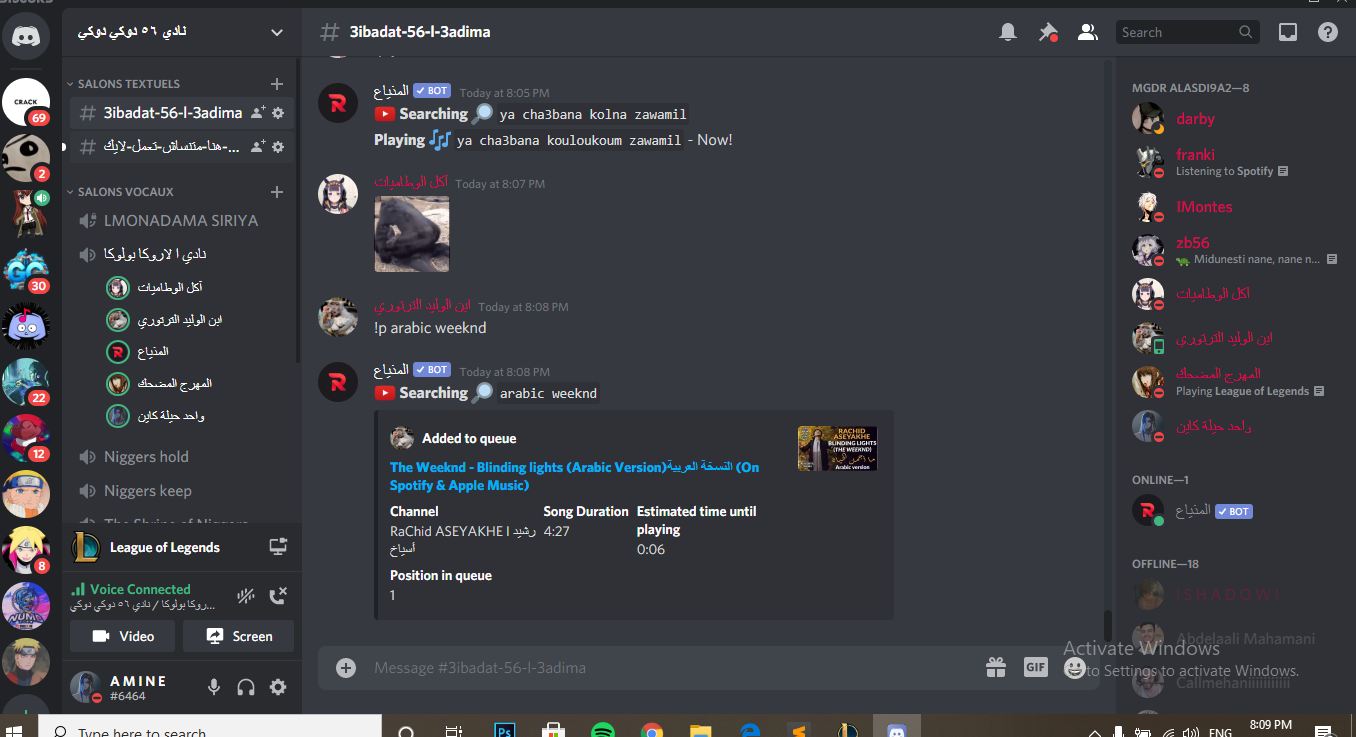 نادي ٥٦ دوكي دوكي
3ibadat-56-l-3adima
Search
SALONS TEXTUELS
3ibadat-56-l-3adima
هنا-متنساش-تعمل-لايك-...
SALONS VOCAUX
LMONADAMA SIRIYA
نادي ا لاروكا بولوكا
آكل الوطاميات
ابن الوليد الترتوري
المذياع
المهرج المضحك
واحد حيلة كاين
Niggers hold
Niggers keep
The Shrine of Niggers
League of Legends
Voice Connected
روكا بولوكا / نادي ٥٦ دوكي دوكي...
Video
Screen
AMINE
#6464
CRACK
69
2
30
22
12
8
المذياع BOT Today at 8:05 PM
Searching ya cha3bana kolna zawamil
Playing ya cha3bana kouloukoum zawamil - Now!
آكل الوطاميات Today at 8:07 PM
ابن الوليد الترتوري Today at 8:08 PM
!p arabic weeknd
المذياع BOT Today at 8:08 PM
Searching arabic weeknd
Added to queue
The Weeknd - Blinding lights (Arabic Version)النسخة العربية (On
Spotify & Apple Music)
RACHID
ASEYAKHE
BLINDING LIGHTS
(THE WEEKND)
Arabic version
Channel Song Duration Estimated time until
playing
RaChid ASEYAKHE l رشيد
أسياخ
4:27
0:06
Position in queue
1
Message #3ibadat-56-l-3adima
GIF
MGDR ALASDI9A2—8
darby
franki
Listening to Spotify
IMontes
zb56
Midunesti nane, nane n...
آكل الوطاميات
ابن الوليد الترتوري
المهرج المضحك
Playing League of Legends
واحد حيلة كاين
ONLINE—1
المذياع BOT
OFFLINE—18
ISHADOWI
Abdelaali Mahamani
Callmehaniiiiiiiiiii
Activate Windows
to Settings to activate Windows.
Type here to search
Ps
ENG
8:09 PM